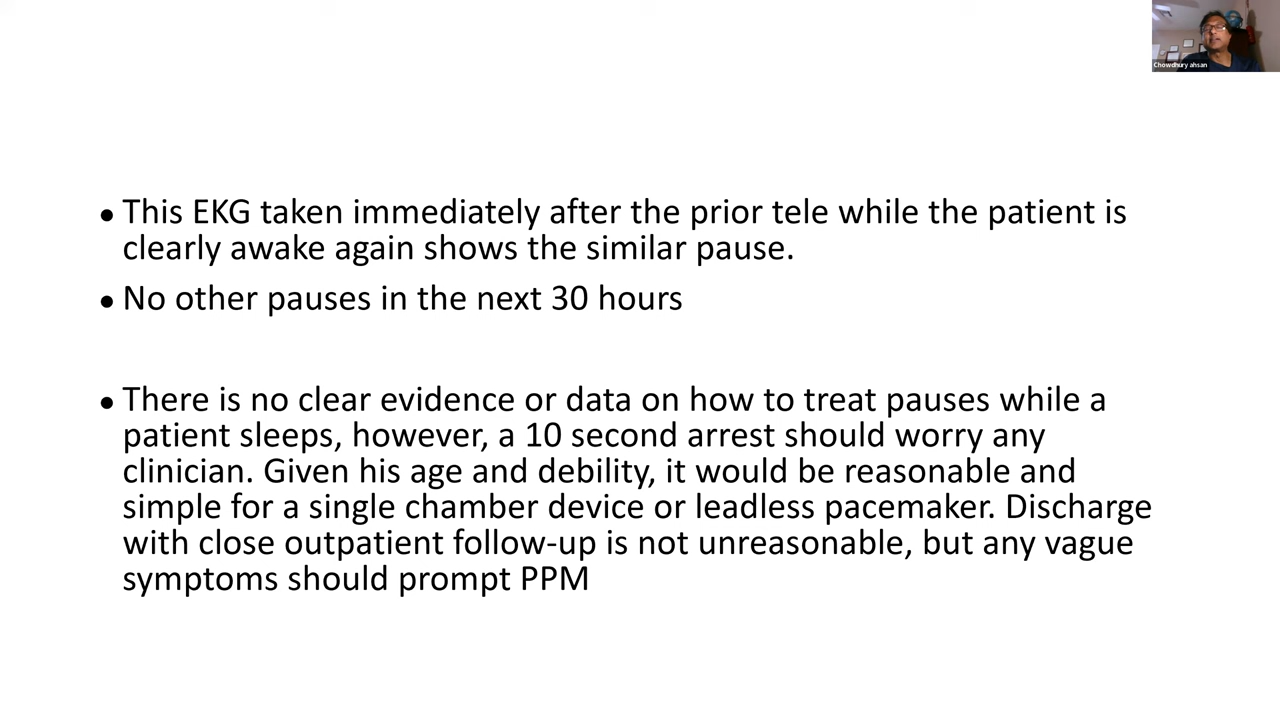 Chowdhury ahsan
• This EKG taken immediately after the prior tele while the patient is
clearly awake again shows the similar pause.
• No other pauses in the next 30 hours
• There is no clear evidence or data on how to treat pauses while a
patient sleeps, however, a 10 second arrest should worry any
clinician. Given his age and debility, it would be reasonable and
simple for a single chamber device or leadless pacemaker. Discharge
with close outpatient follow-up is not unreasonable, but any vague
symptoms should prompt PPM